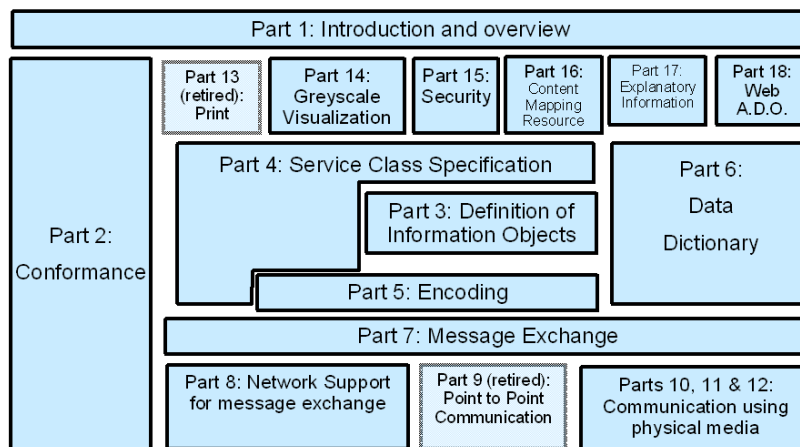 Part 1: Introduction and overview
Part 2:
Conformance
Part 13
(retired):
Print
Part 14:
Greyscale
Visualization
Part 15:
Security
Part 16:
Content
Mapping
Resource
Part 17:
Explanatory
Information
Part 18:
Web
A.D.O.
Part 4: Service Class Specification
Part 3: Definition of
Information Objects
Part 5: Encoding
Part 6:
Data
Dictionary
Part 7: Message Exchange
Part 8: Network Support
for message exchange
Part 9 (retired):
Point to Point
Communication
Parts 10, 11 & 12:
Communication using
physical media